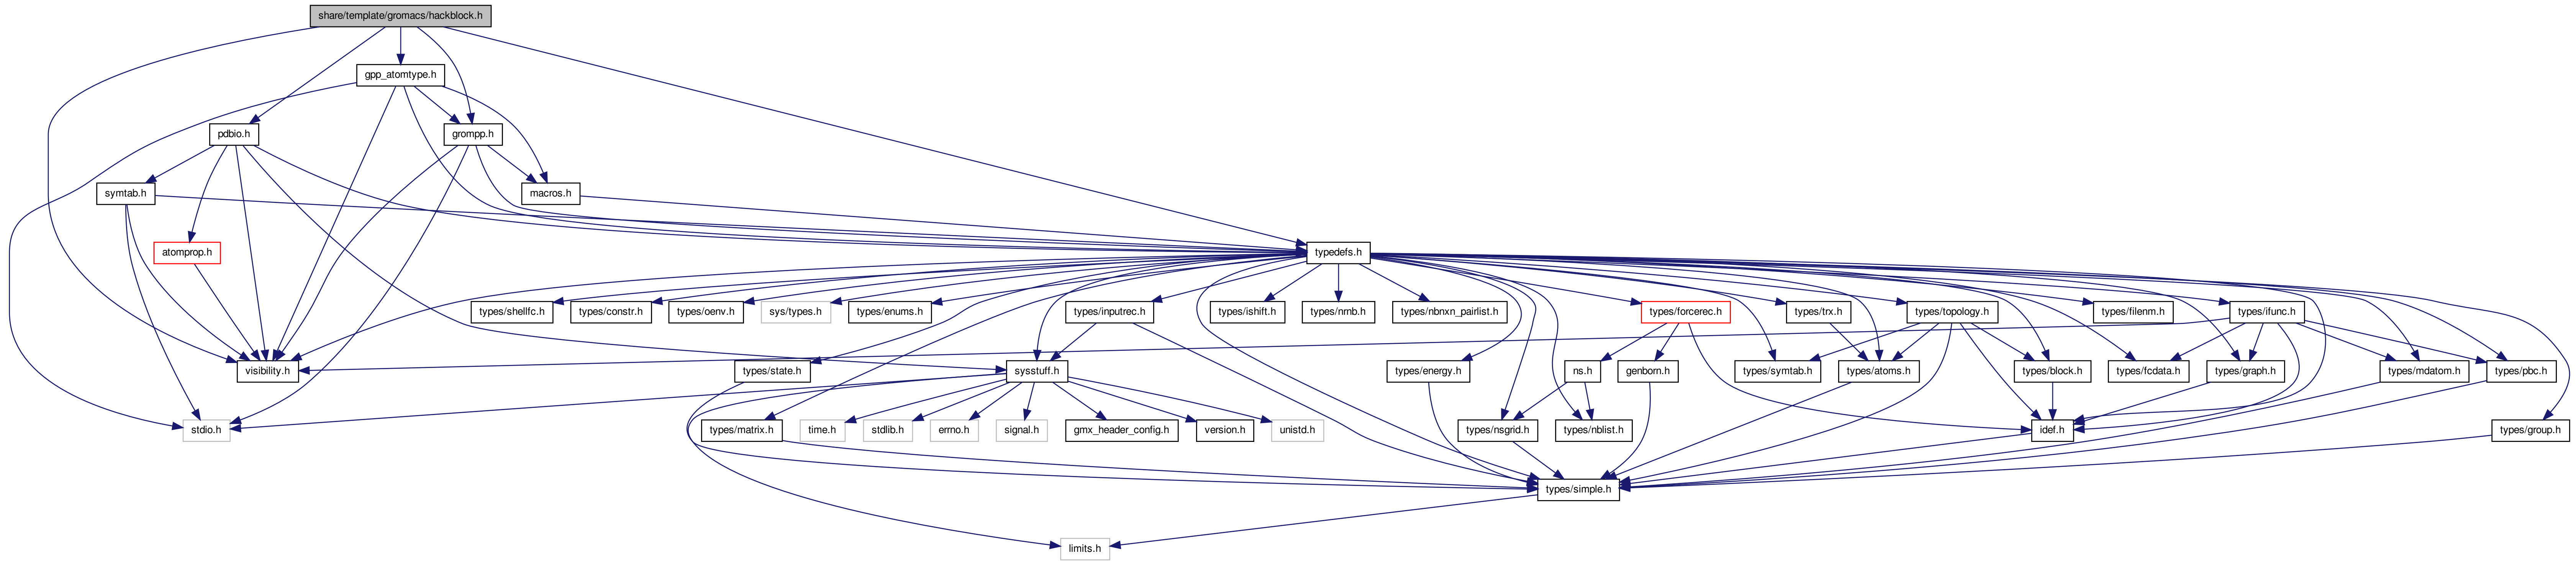 share/template/gromacs/hackblock.h
gpp_atomtype.h
pdbio.h
grompp.h
symtab.h
macros.h
atomprop.h
typedefs.h
types/shellfc.h
types/constr.h
types/oenv.h
sys/types.h
types/enums.h
types/inputrec.h
types/ishift.h
types/nrnb.h
types/nbnxn_pairlist.h
types/forcerec.h
types/trx.h
types/topology.h
types/filenm.h
types/ifunc.h
visibility.h
types/state.h
sysstuff.h
types/energy.h
ns.h
genborn.h
types/symtab.h
types/atoms.h
types/block.h
types/fcdata.h
types/graph.h
types/mdatom.h
types/pbc.h
stdio.h
types/matrix.h
time.h
stdlib.h
errno.h
signal.h
gmx_header_config.h
version.h
unistd.h
types/nsgrid.h
types/nblist.h
idef.h
types/group.h
types/simple.h
limits.h